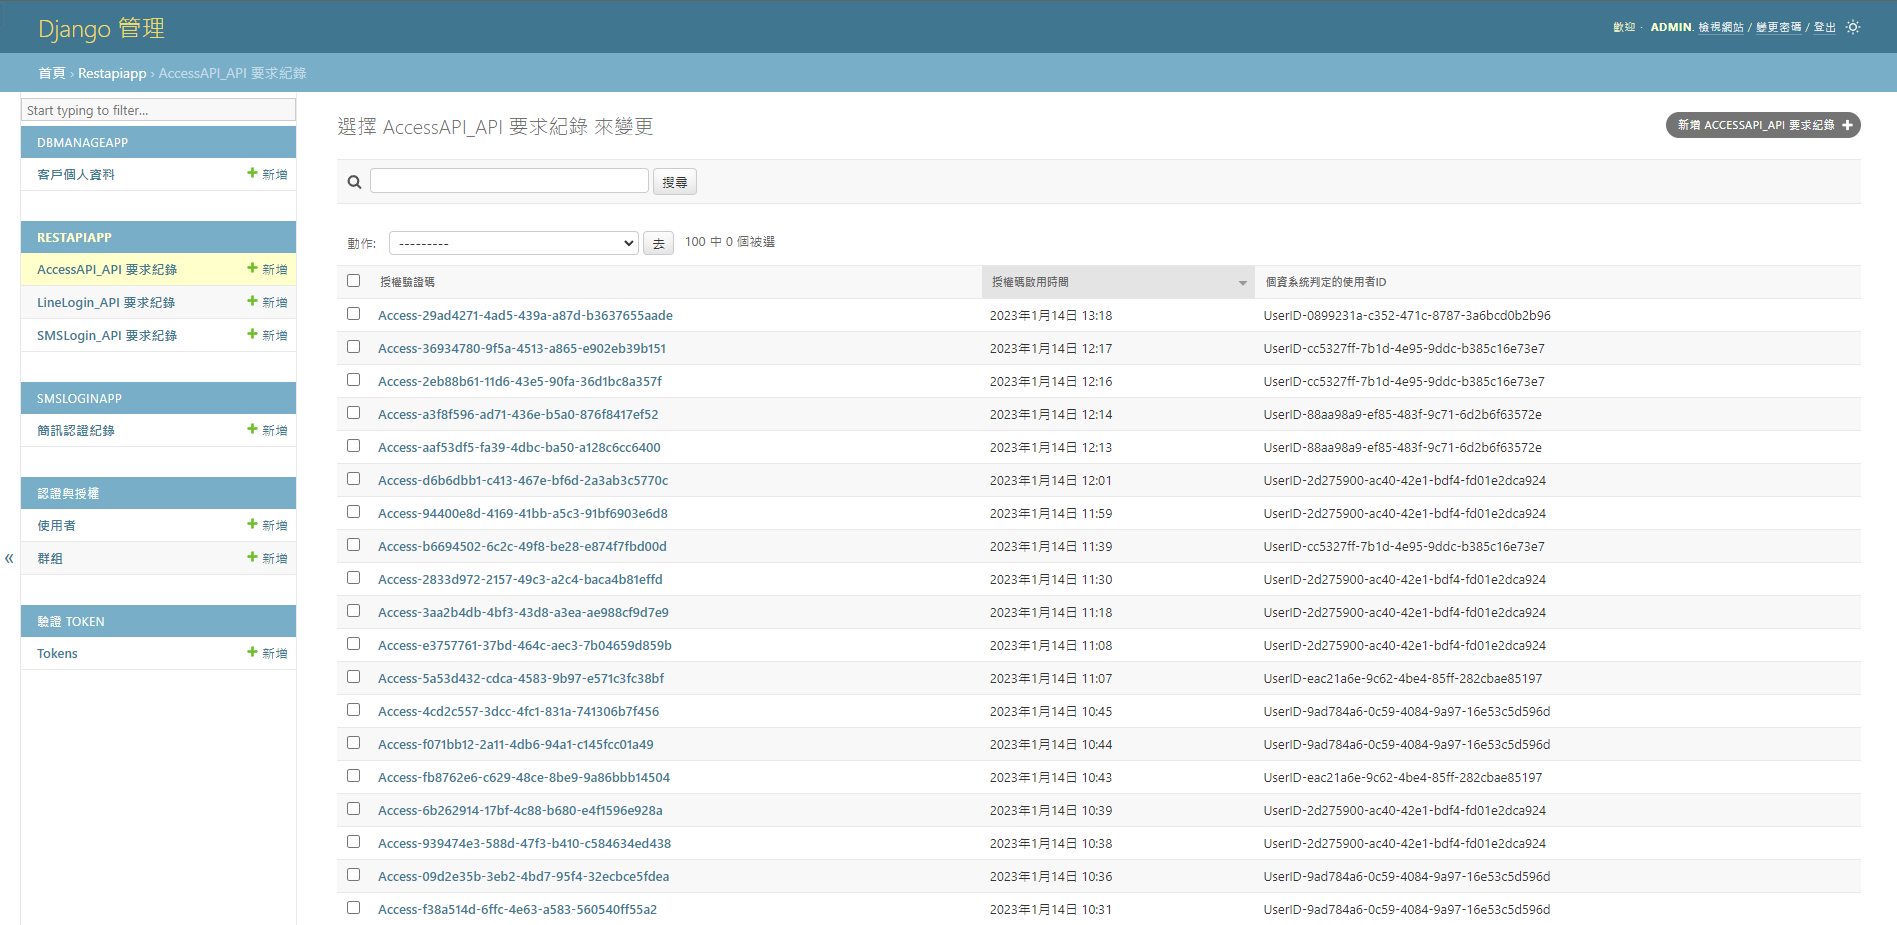 Django 管理
歡迎 · ADMIN. 檢視網站 / 變更密碼 / 登出
首頁 › Restapiapp › AccessAPI_API 要求紀錄
Start typing to filter...
DBMANAGEAPP
客戶個人資料 新增
RESTAPIAPP
AccessAPI_API 要求紀錄 新增
LineLogin_API 要求紀錄 新增
SMSLogin_API 要求紀錄 新增
SMSLOGINAPP
簡訊認證紀錄 新增
認證與授權
使用者 新增
群組 新增
驗證 TOKEN
Tokens 新增
«
選擇 AccessAPI_API 要求紀錄 來變更
新增 ACCESSAPI_API 要求紀錄
搜尋
動作: --------- 去 100 中 0 個被選
授權驗證碼 授權碼啟用時間 個資系統判定的使用者ID
Access-29ad4271-4ad5-439a-a87d-b3637655aade 2023年1月14日 13:18 UserID-0899231a-c352-471c-8787-3a6bcd0b2b96
Access-36934780-9f5a-4513-a865-e902eb39b151 2023年1月14日 12:17 UserID-cc5327ff-7b1d-4e95-9ddc-b385c16e73e7
Access-2eb88b61-11d6-43e5-90fa-36d1bc8a357f 2023年1月14日 12:16 UserID-cc5327ff-7b1d-4e95-9ddc-b385c16e73e7
Access-a3f8f596-ad71-436e-b5a0-876f8417ef52 2023年1月14日 12:14 UserID-88aa98a9-ef85-483f-9c71-6d2b6f63572e
Access-aaf53df5-fa39-4dbc-ba50-a128c6cc6400 2023年1月14日 12:13 UserID-88aa98a9-ef85-483f-9c71-6d2b6f63572e
Access-d6b6dbb1-c413-467e-bf6d-2a3ab3c5770c 2023年1月14日 12:01 UserID-2d275900-ac40-42e1-bdf4-fd01e2dca924
Access-94400e8d-4169-41bb-a5c3-91bf6903e6d8 2023年1月14日 11:59 UserID-2d275900-ac40-42e1-bdf4-fd01e2dca924
Access-b6694502-6c2c-49f8-be28-e874f7fbd00d 2023年1月14日 11:39 UserID-cc5327ff-7b1d-4e95-9ddc-b385c16e73e7
Access-2833d972-2157-49c3-a2c4-baca4b81effd 2023年1月14日 11:30 UserID-2d275900-ac40-42e1-bdf4-fd01e2dca924
Access-3aa2b4db-4bf3-43d8-a3ea-ae988cf9d7e9 2023年1月14日 11:18 UserID-2d275900-ac40-42e1-bdf4-fd01e2dca924
Access-e3757761-37bd-464c-aec3-7b04659d859b 2023年1月14日 11:08 UserID-2d275900-ac40-42e1-bdf4-fd01e2dca924
Access-5a53d432-cdca-4583-9b97-e571c3fc38bf 2023年1月14日 11:07 UserID-eac21a6e-9c62-4be4-85ff-282cbae85197
Access-4cd2c557-3dcc-4fc1-831a-741306b7f456 2023年1月14日 10:45 UserID-9ad784a6-0c59-4084-9a97-16e53c5d596d
Access-f071bb12-2a11-4db6-94a1-c145fcc01a49 2023年1月14日 10:44 UserID-9ad784a6-0c59-4084-9a97-16e53c5d596d
Access-fb8762e6-c629-48ce-8be9-9a86bbb14504 2023年1月14日 10:43 UserID-eac21a6e-9c62-4be4-85ff-282cbae85197
Access-6b262914-17bf-4c88-b680-e4f1596e928a 2023年1月14日 10:39 UserID-2d275900-ac40-42e1-bdf4-fd01e2dca924
Access-939474e3-588d-47f3-b410-c584634ed438 2023年1月14日 10:38 UserID-2d275900-ac40-42e1-bdf4-fd01e2dca924
Access-09d2e35b-3eb2-4bd7-95f4-32ecbce5fdea 2023年1月14日 10:36 UserID-9ad784a6-0c59-4084-9a97-16e53c5d596d
Access-f38a514d-6ffc-4e63-a583-560540ff55a2 2023年1月14日 10:31 UserID-9ad784a6-0c59-4084-9a97-16e53c5d596d